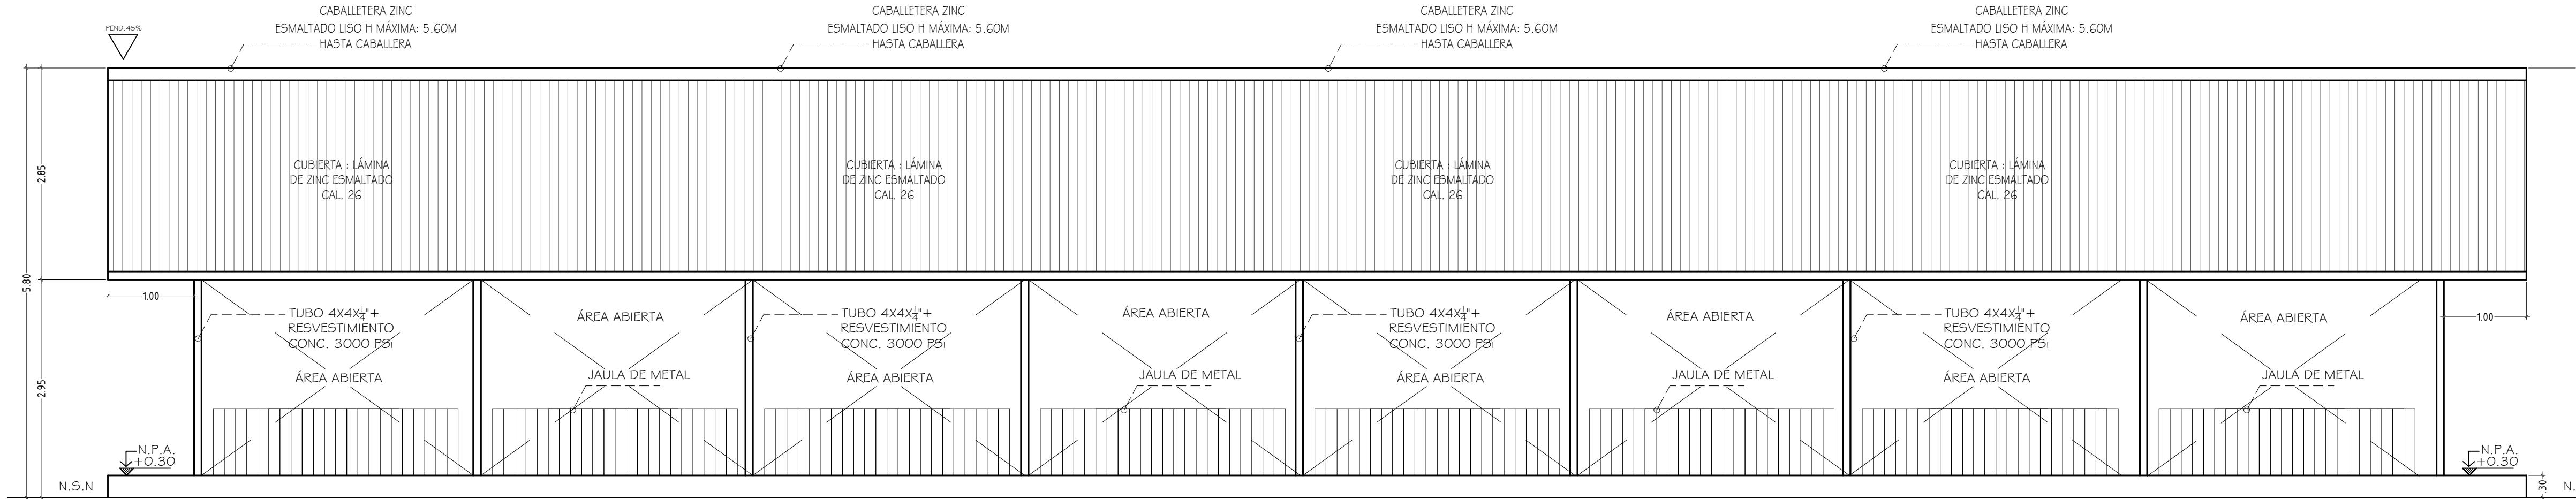 PEND.45%
CABALLETERA ZINC
ESMALTADO LISO H MÁXIMA: 5.60M
HASTA CABALLERA
CABALLETERA ZINC
ESMALTADO LISO H MÁXIMA: 5.60M
HASTA CABALLERA
CABALLETERA ZINC
ESMALTADO LISO H MÁXIMA: 5.60M
HASTA CABALLERA
CABALLETERA ZINC
ESMALTADO LISO H MÁXIMA: 5.60M
HASTA CABALLERA
2.85
5.80
2.95
CUBIERTA : LÁMINA
DE ZINC ESMALTADO
CAL. 26
CUBIERTA : LÁMINA
DE ZINC ESMALTADO
CAL. 26
CUBIERTA : LÁMINA
DE ZINC ESMALTADO
CAL. 26
CUBIERTA : LÁMINA
DE ZINC ESMALTADO
CAL. 26
1.00
TUBO 4X4X1/4"+
RESVESTIMIENTO
CONC. 3000 PSi
ÁREA ABIERTA
ÁREA ABIERTA
JAULA DE METAL
TUBO 4X4X1/4"+
RESVESTIMIENTO
CONC. 3000 PSi
ÁREA ABIERTA
ÁREA ABIERTA
JAULA DE METAL
TUBO 4X4X1/4"+
RESVESTIMIENTO
CONC. 3000 PSi
ÁREA ABIERTA
ÁREA ABIERTA
JAULA DE METAL
TUBO 4X4X1/4"+
RESVESTIMIENTO
CONC. 3000 PSi
ÁREA ABIERTA
ÁREA ABIERTA
JAULA DE METAL
1.00
N.P.A.
+0.30
N.S.N
N.P.A.
+0.30
.30
N.